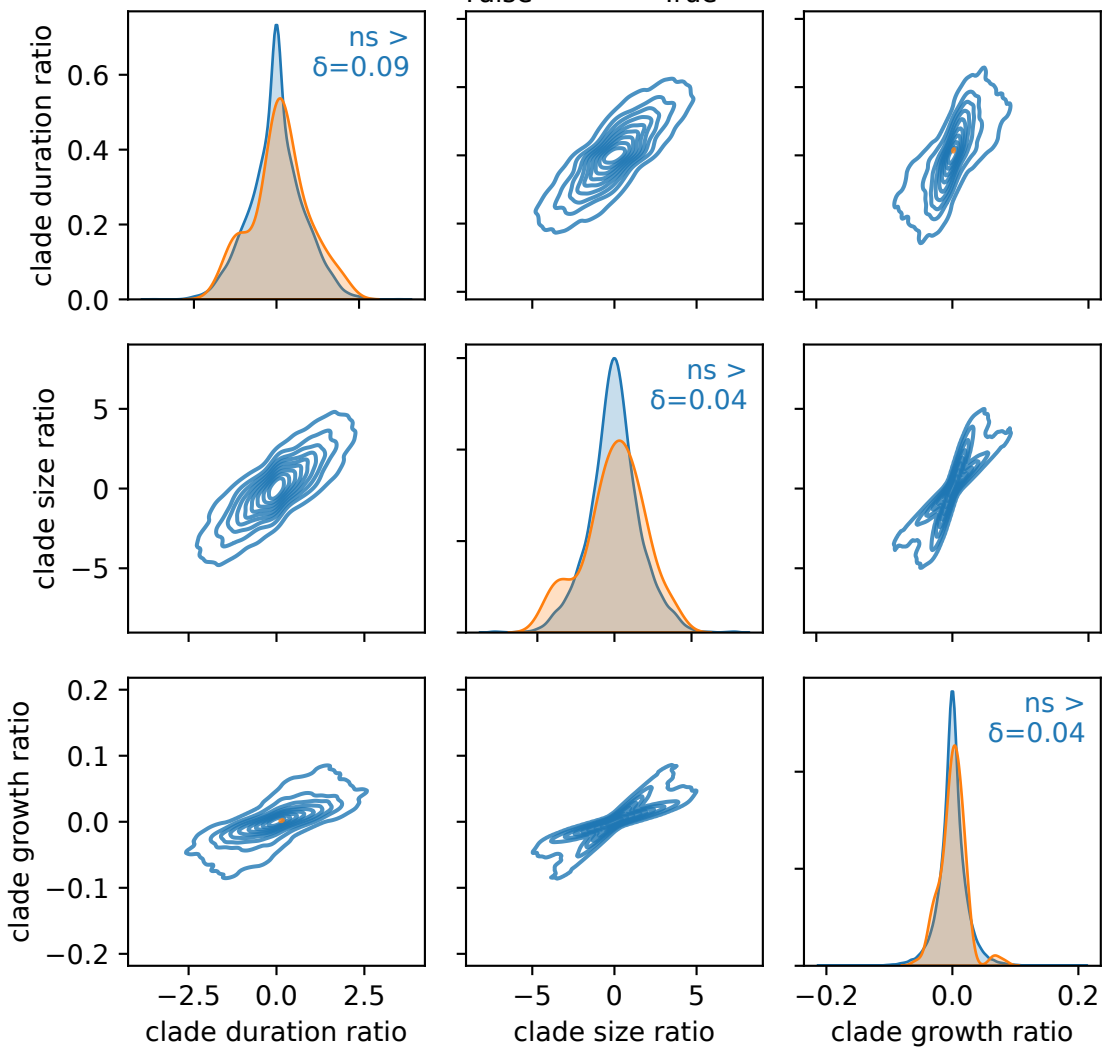 clade duration ratio
0.6
0.4
0.2
0.0
ns >
δ=0.09
clade size ratio
5
0
−5
ns >
δ=0.04
clade growth ratio
0.2
0.1
0.0
−0.1
−0.2
ns >
δ=0.04
−2.5 0.0 2.5
clade duration ratio
−5 0 5
clade size ratio
−0.2 0.0 0.2
clade growth ratio